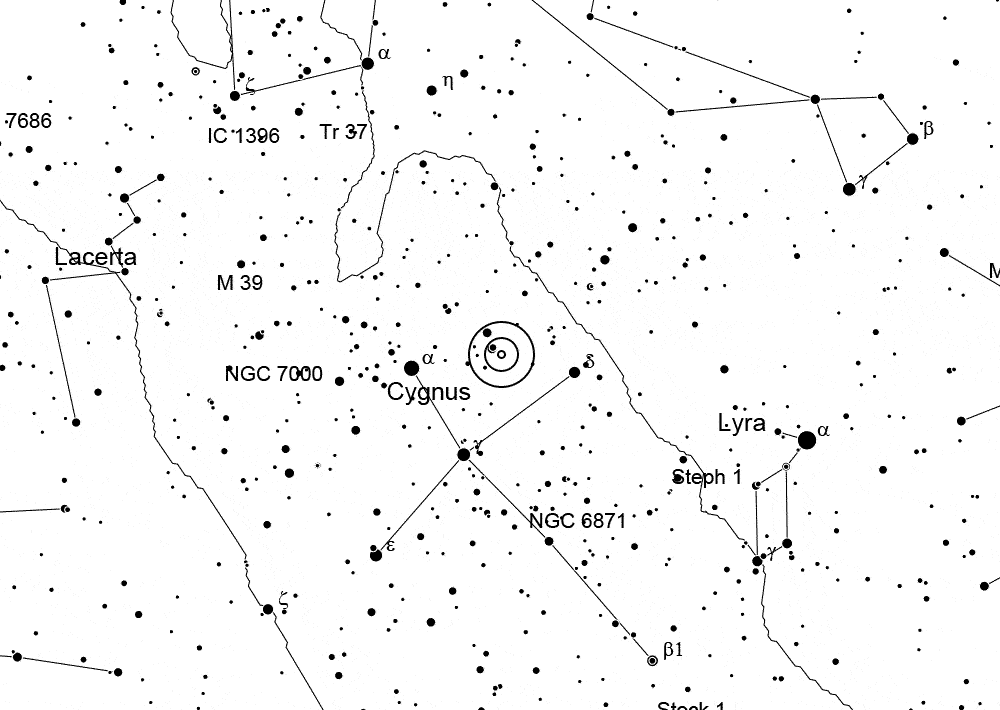 α
ζ
η
7686
IC 1396
Tr 37
β
γ
Lacerta
M 39
M
α
δ
NGC 7000
Cygnus
Lyra
α
γ
Steph 1
NGC 6871
ε
γ
ζ
β1
Stock 1